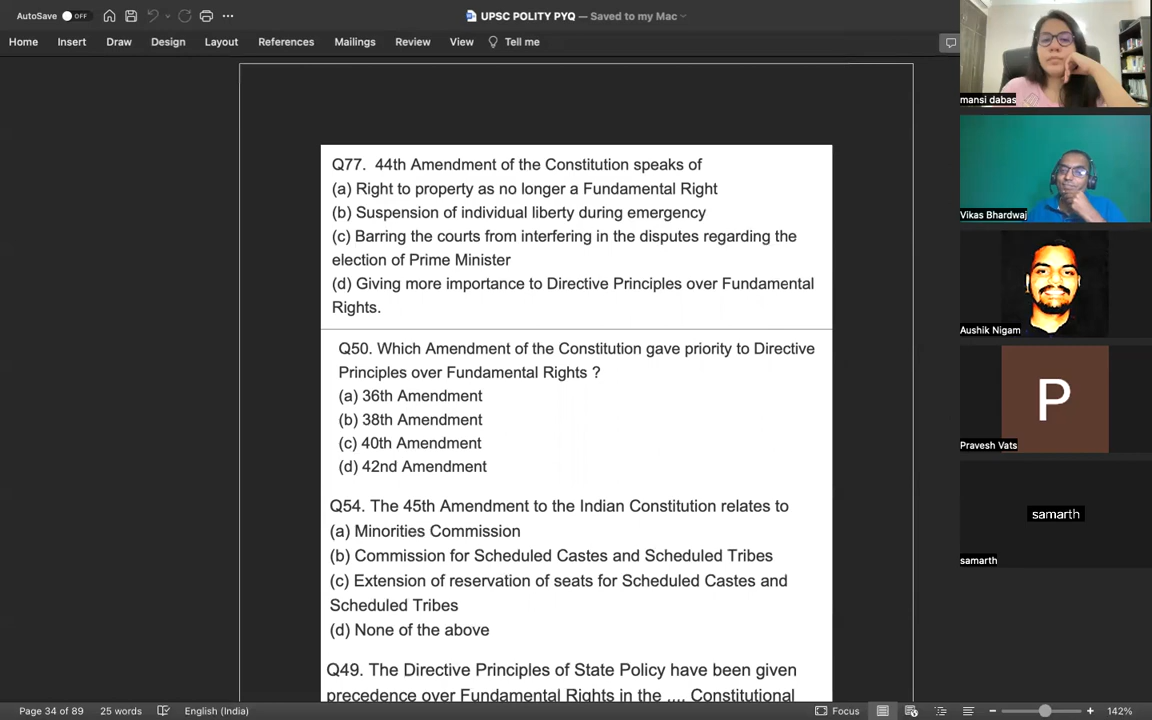 AutoSave OFF
UPSC POLITY PYQ — Saved to my Mac
Home Insert Draw Design Layout References Mailings Review View Tell me
Q77. 44th Amendment of the Constitution speaks of
(a) Right to property as no longer a Fundamental Right
(b) Suspension of individual liberty during emergency
(c) Barring the courts from interfering in the disputes regarding the
election of Prime Minister
(d) Giving more importance to Directive Principles over Fundamental
Rights.
Q50. Which Amendment of the Constitution gave priority to Directive
Principles over Fundamental Rights ?
(a) 36th Amendment
(b) 38th Amendment
(c) 40th Amendment
(d) 42nd Amendment
Q54. The 45th Amendment to the Indian Constitution relates to
(a) Minorities Commission
(b) Commission for Scheduled Castes and Scheduled Tribes
(c) Extension of reservation of seats for Scheduled Castes and
Scheduled Tribes
(d) None of the above
Q49. The Directive Principles of State Policy have been given
precedence over Fundamental Rights in the .... Constitutional
mansi dabas
Vikas Bhardwaj
Aushik Nigam
P
Pravesh Vats
samarth
samarth
Page 34 of 89 25 words English (India) Focus 142%